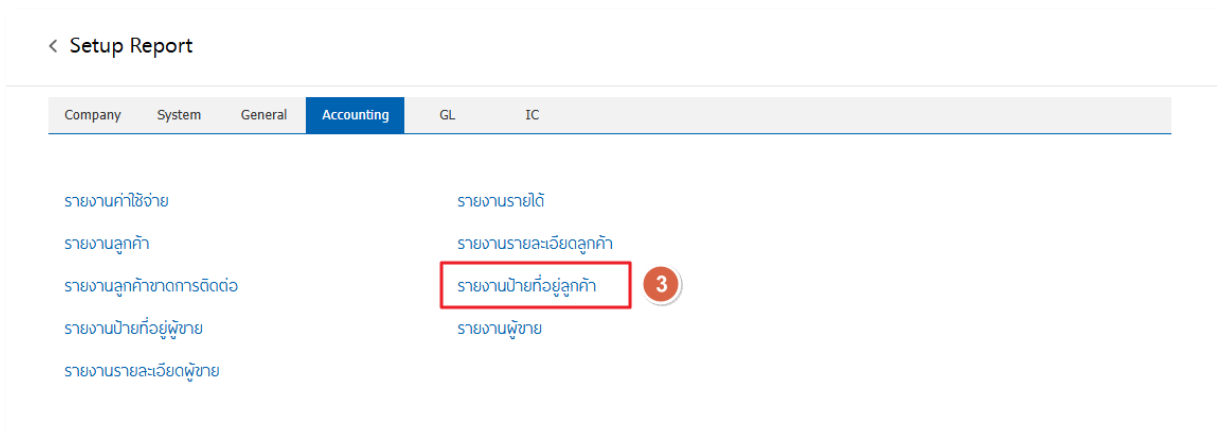 < Setup Report
Company System General Accounting GL IC
รายงานค่าใช้จ่าย รายงานรายได้
รายงานลูกค้า รายงานรายละเอียดลูกค้า
รายงานลูกค้าขาดการติดต่อ รายงานป้ายที่อยู่ลูกค้า 3
รายงานป้ายที่อยู่ผู้ขาย รายงานผู้ขาย
รายงานรายละเอียดผู้ขาย